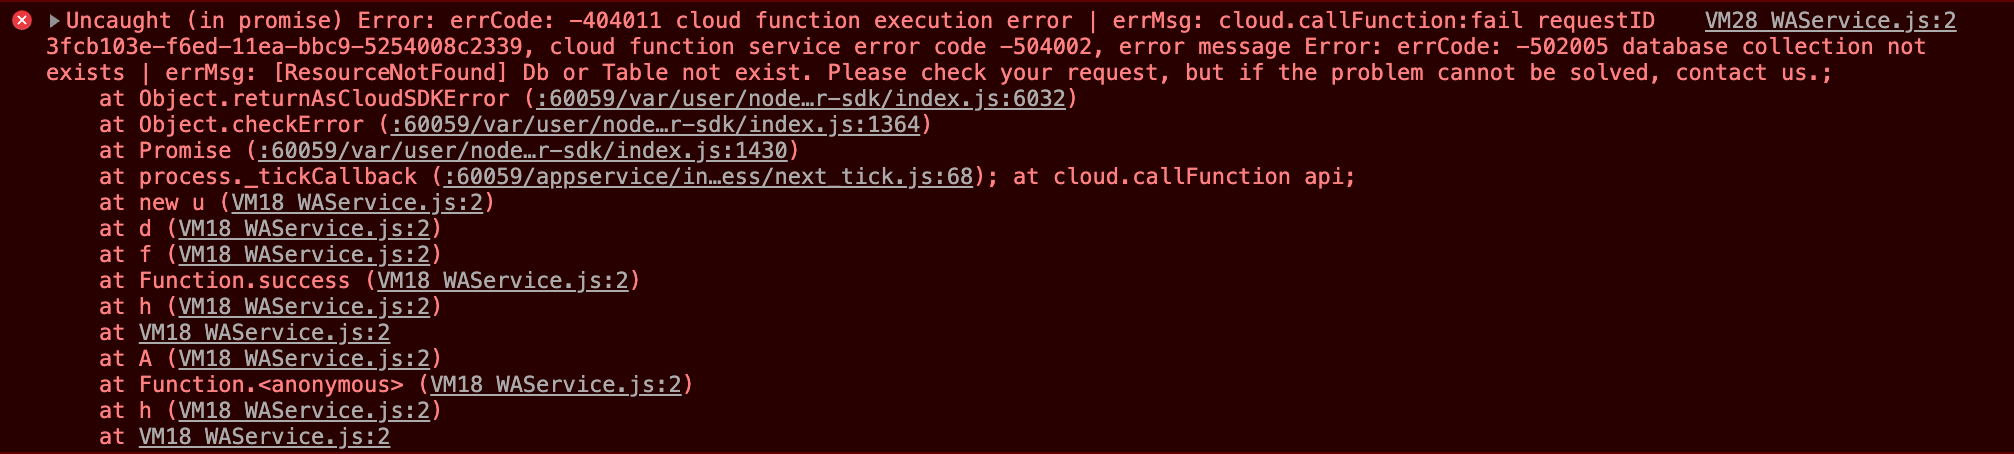 Uncaught (in promise) Error: errCode: -404011 cloud function execution error | errMsg: cloud.callFunction:fail requestID VM28 WAService.js:2
3fcb103e-f6ed-11ea-bbc9-5254008c2339, cloud function service error code -504002, error message Error: errCode: -502005 database collection not
exists | errMsg: [ResourceNotFound] Db or Table not exist. Please check your request, but if the problem cannot be solved, contact us.;
at Object.returnAsCloudSDKError (:60059/var/user/node…r-sdk/index.js:6032)
at Object.checkError (:60059/var/user/node…r-sdk/index.js:1364)
at Promise (:60059/var/user/node…r-sdk/index.js:1430)
at process._tickCallback (:60059/appservice/in…ess/next_tick.js:68); at cloud.callFunction api;
at new u (VM18 WAService.js:2)
at d (VM18 WAService.js:2)
at f (VM18 WAService.js:2)
at Function.success (VM18 WAService.js:2)
at h (VM18 WAService.js:2)
at VM18 WAService.js:2
at A (VM18 WAService.js:2)
at Function.<anonymous> (VM18 WAService.js:2)
at h (VM18 WAService.js:2)
at VM18 WAService.js:2